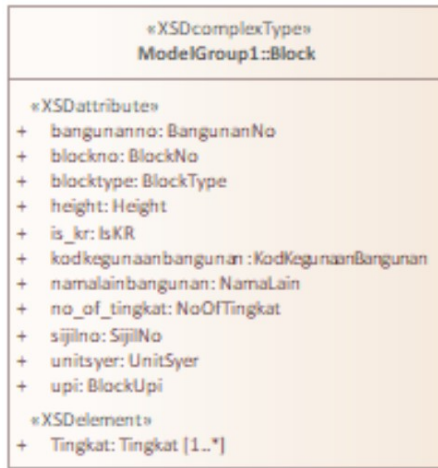 «XSDcomplexType»
ModelGroup1::Block
«XSDattribute»
+ bangunanno: BangunanNo
+ blockno: BlockNo
+ blocktype: BlockType
+ height: Height
+ is_kr: IsKR
+ kodkegunaanbangunan :KodKegunaanBangunan
+ namalainbangunan: NamaLain
+ no_of_tingkat: NoOfTingkat
+ sijilno: SijilNo
+ unitsyer: UnitSyer
+ upi: BlockUpi
«XSDelement»
+ Tingkat: Tingkat [1..*]